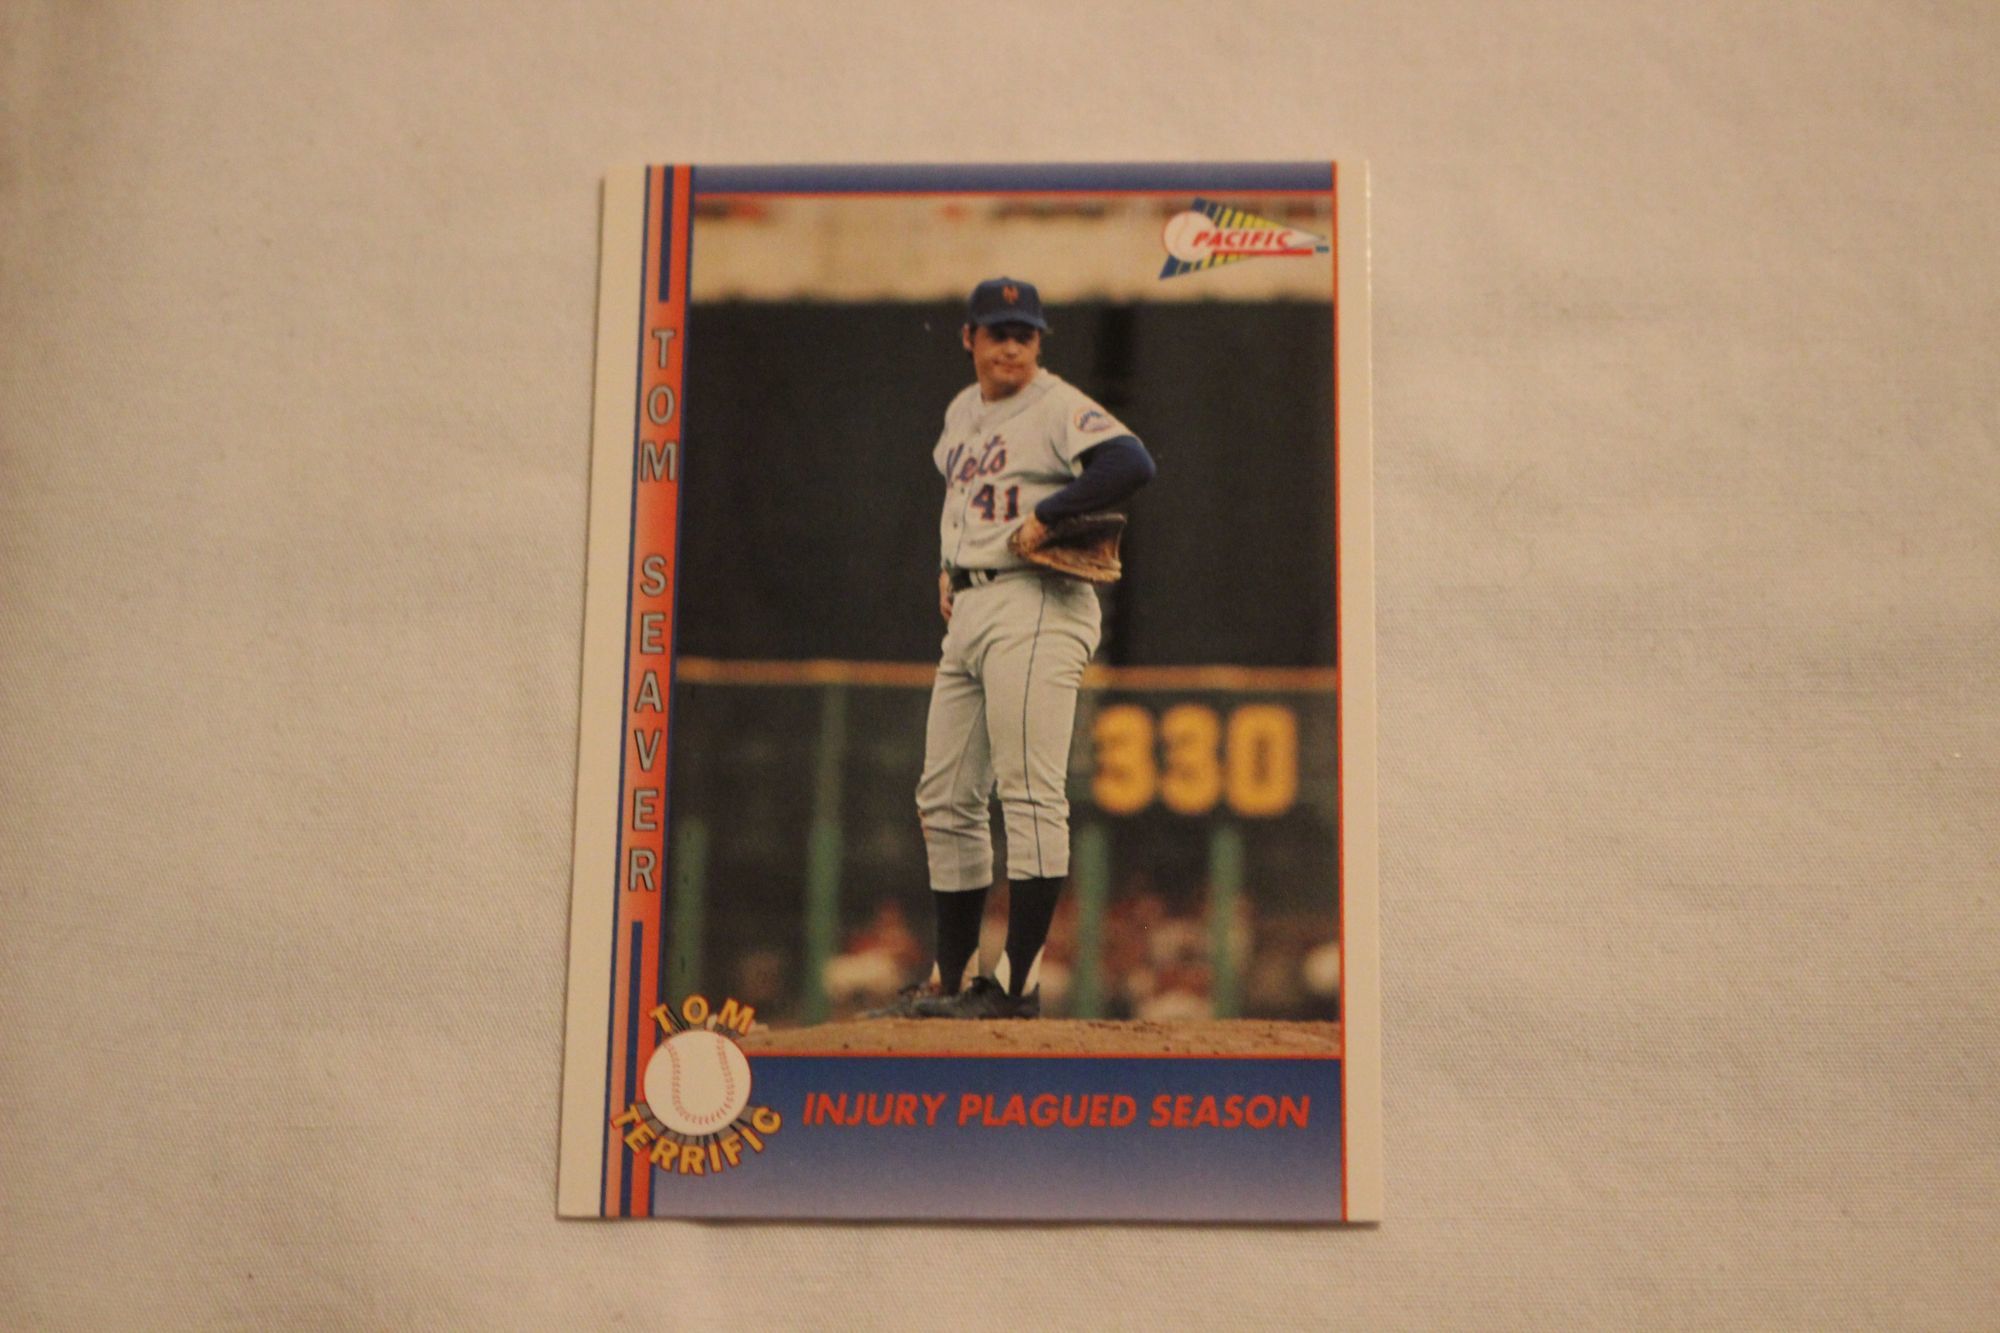 PACIFIC
TOM SEAVER
Mets
41
330
TOM
TERRIFIC
INJURY PLAGUED SEASON